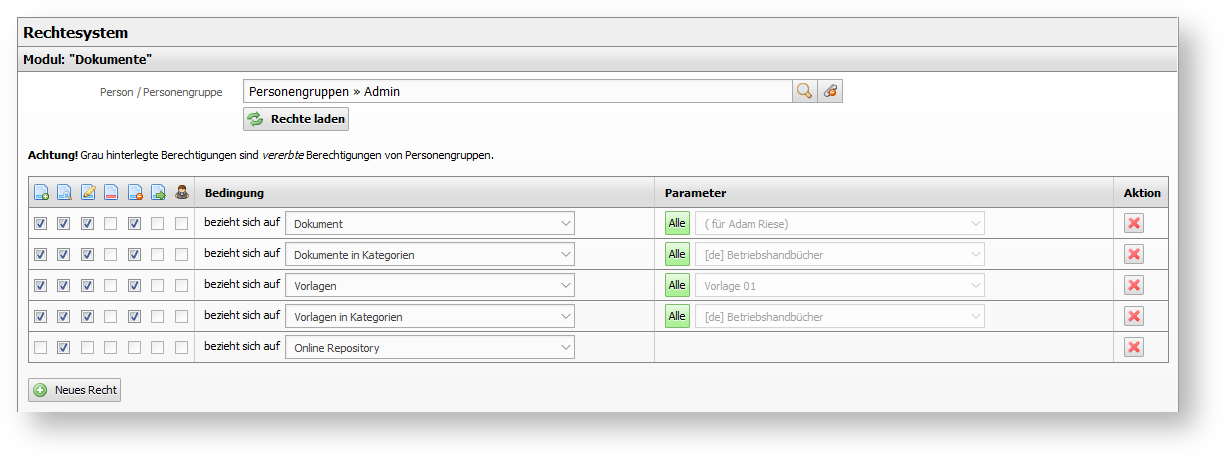 Rechtesystem
Modul: "Dokumente"
Person / Personengruppe Personengruppen » Admin
Rechte laden
Achtung! Grau hinterlegte Berechtigungen sind vererbte Berechtigungen von Personengruppen.
Bedingung Parameter Aktion
bezieht sich auf Dokument Alle ( für Adam Riese)
bezieht sich auf Dokumente in Kategorien Alle [de] Betriebshandbücher
bezieht sich auf Vorlagen Alle Vorlage 01
bezieht sich auf Vorlagen in Kategorien Alle [de] Betriebshandbücher
bezieht sich auf Online Repository
Neues Recht